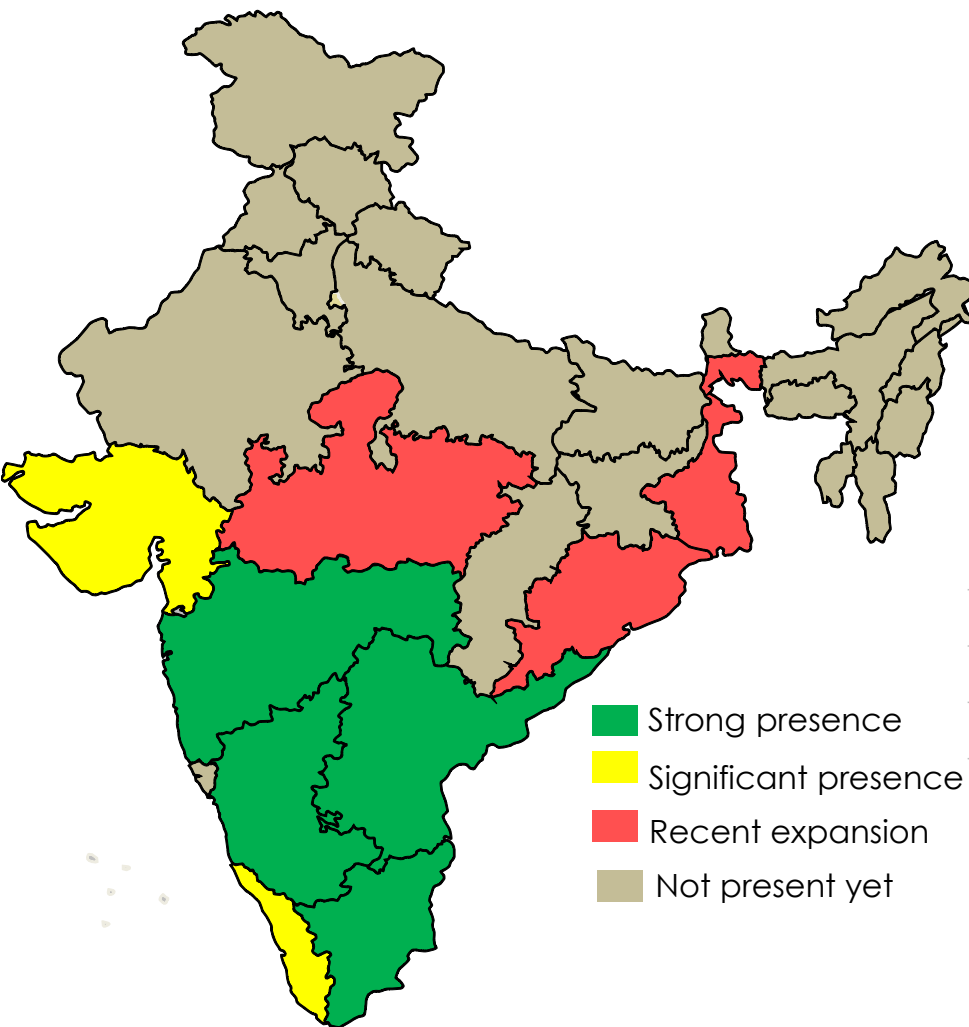 Strong presence
Significant presence
Recent expansion
Not present yet